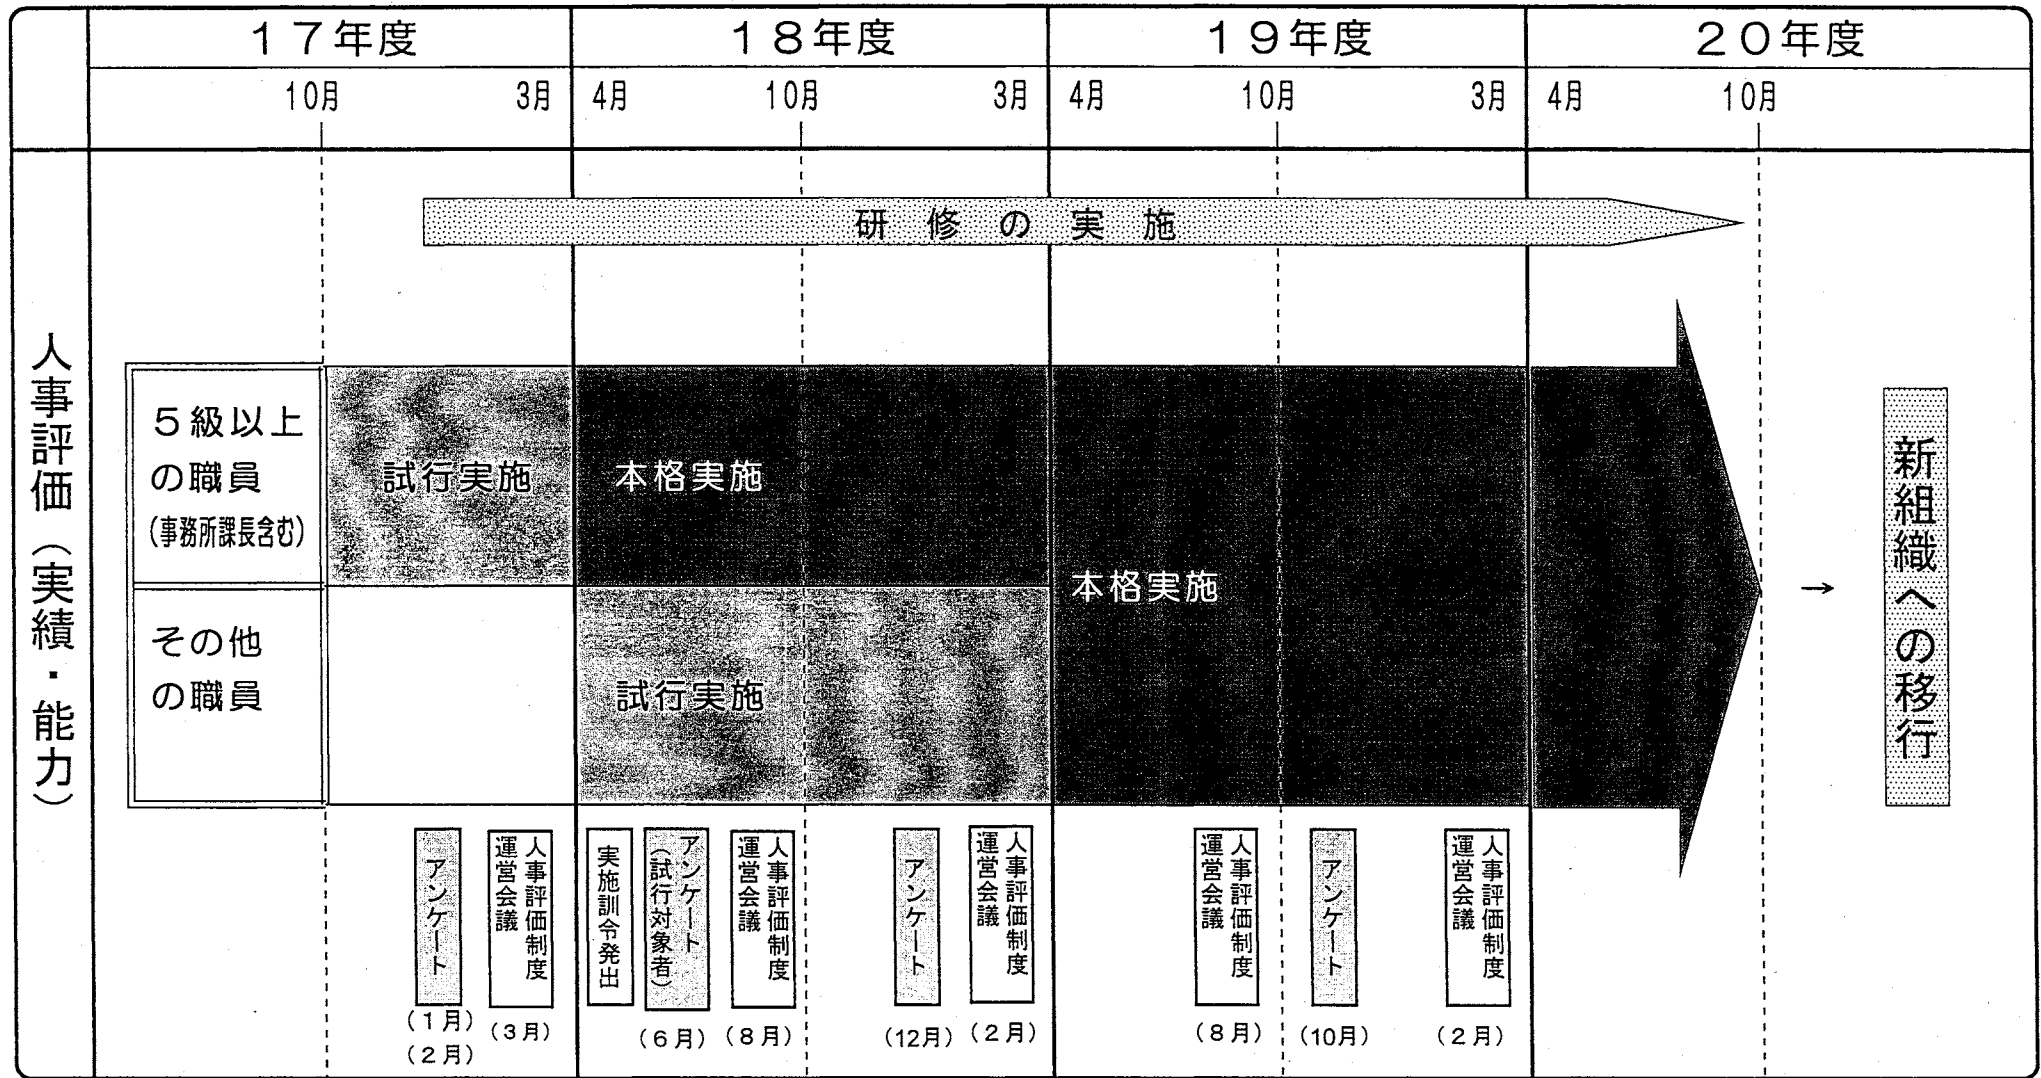 １７年度
１８年度
１９年度
２０年度
10月
3月
4月
10月
3月
4月
10月
3月
4月
10月
研修の実施
人事評価（実績・能力）
５級以上
の職員
（事務所課長含む）
試行実施
本格実施
その他
の職員
試行実施
本格実施
→
新組織への移行
アンケート
（１月）
（２月）
人事評価制度
運営会議
（３月）
実施訓令発出
アンケート
（試行対象者）
（６月）
人事評価制度
運営会議
（８月）
アンケート
（12月）
人事評価制度
運営会議
（２月）
人事評価制度
運営会議
（８月）
アンケート
（10月）
人事評価制度
運営会議
（２月）